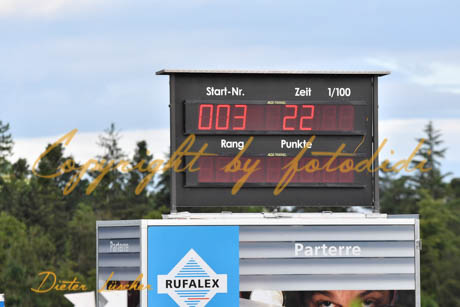 Start-Nr. Zeit 1/100
003 22
Rang Punkte
Copyright by fotodidi
Parterre Parterre
RUFALEX
Dieter Lüscher